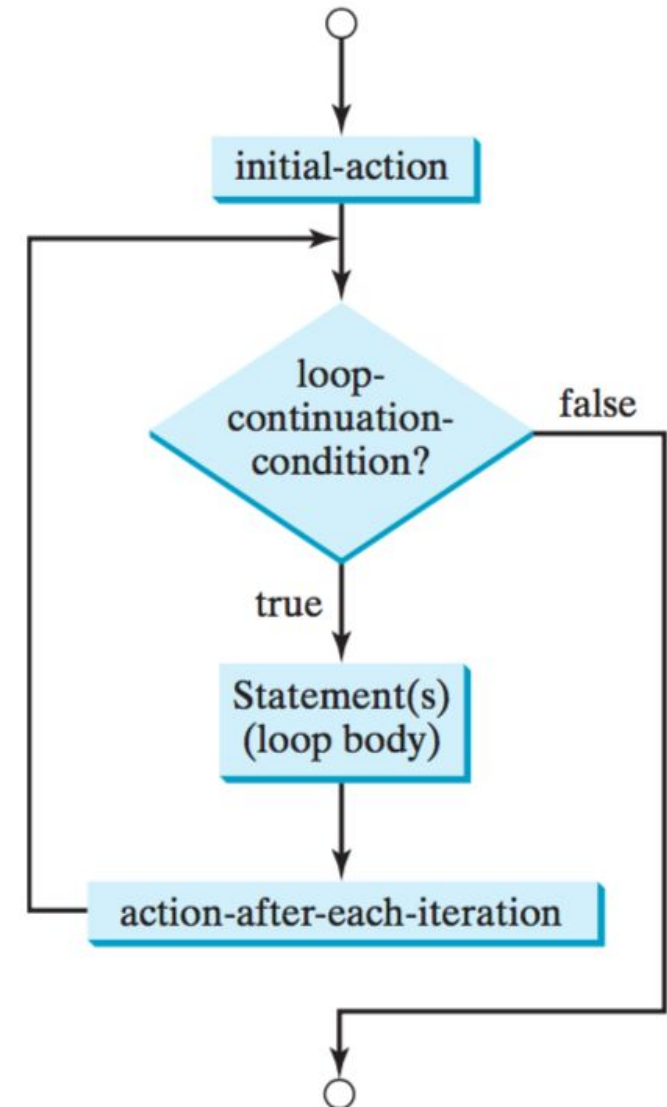 initial-action
loop-
continuation-
condition?
false
true
Statement(s)
(loop body)
action-after-each-iteration